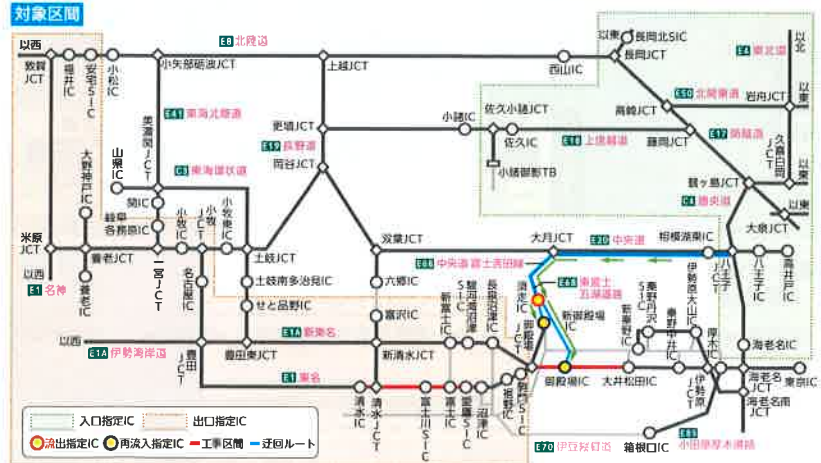 対象区間
以西
E8 北陸道
敦賀JCT
福井IC
安宅SIC
小松IC
小矢部砺波JCT
上越JCT
西山IC
以東
長岡北SIC
長岡JCT
E4 東北道
以北
E50 北関東道
岩舟JCT
以東
高崎JCT
E41 東海北陸道
美濃関JCT
更埴JCT
小諸IC
佐久小諸JCT
佐久IC
E18 上信越道
藤岡JCT
E17 関越道
小諸御影TB
久喜白岡JCT
E19 長野道
岡谷JCT
山県IC
C3 東海環状道
大野神戸IC
関IC
岐阜各務原IC
鶴ヶ島JCT
以東
C4 圏央道
以東
大泉JCT
米原JCT
養老JCT
一宮JCT
小牧IC
小牧JCT
小牧東IC
土岐JCT
双葉JCT
大月JCT
E20 中央道
相模湖東IC
八王子JCT
八王子IC
高井戸IC
以西
E1 名神
養老IC
名古屋IC
土岐南多治見IC
せと品野IC
六郷IC
富沢IC
E68 中央道 富士吉田線
E68 東富士五湖道路
須走IC
新御殿場IC
御殿場JCT
駿河湾沼津SIC
長泉沼津IC
新富士IC
伊勢原大山IC
秦野丹沢SIC
新秦野IC
秦野中井IC
厚木IC
海老名IC
以西
E1A 伊勢湾岸道
豊田JCT
豊田東JCT
E1A 新東名
新清水JCT
E1 東名
清水IC
清水JCT
富士川SIC
富士IC
愛鷹SIC
沼津IC
裾野IC
駒門SIC
御殿場IC
大井松田IC
伊勢原JCT
海老名JCT
東京IC
海老名南JCT
箱根口IC
E70 伊豆縦貫道
E85 小田原厚木道路
入口指定IC 出口指定IC
流出指定IC 再流入指定IC 工事区間 迂回ルート